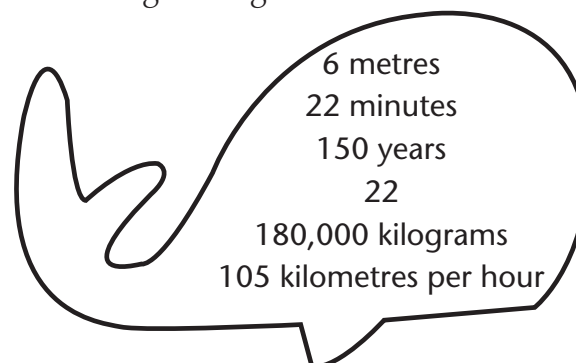 6 metres
22 minutes
150 years
22
180,000 kilograms
105 kilometres per hour